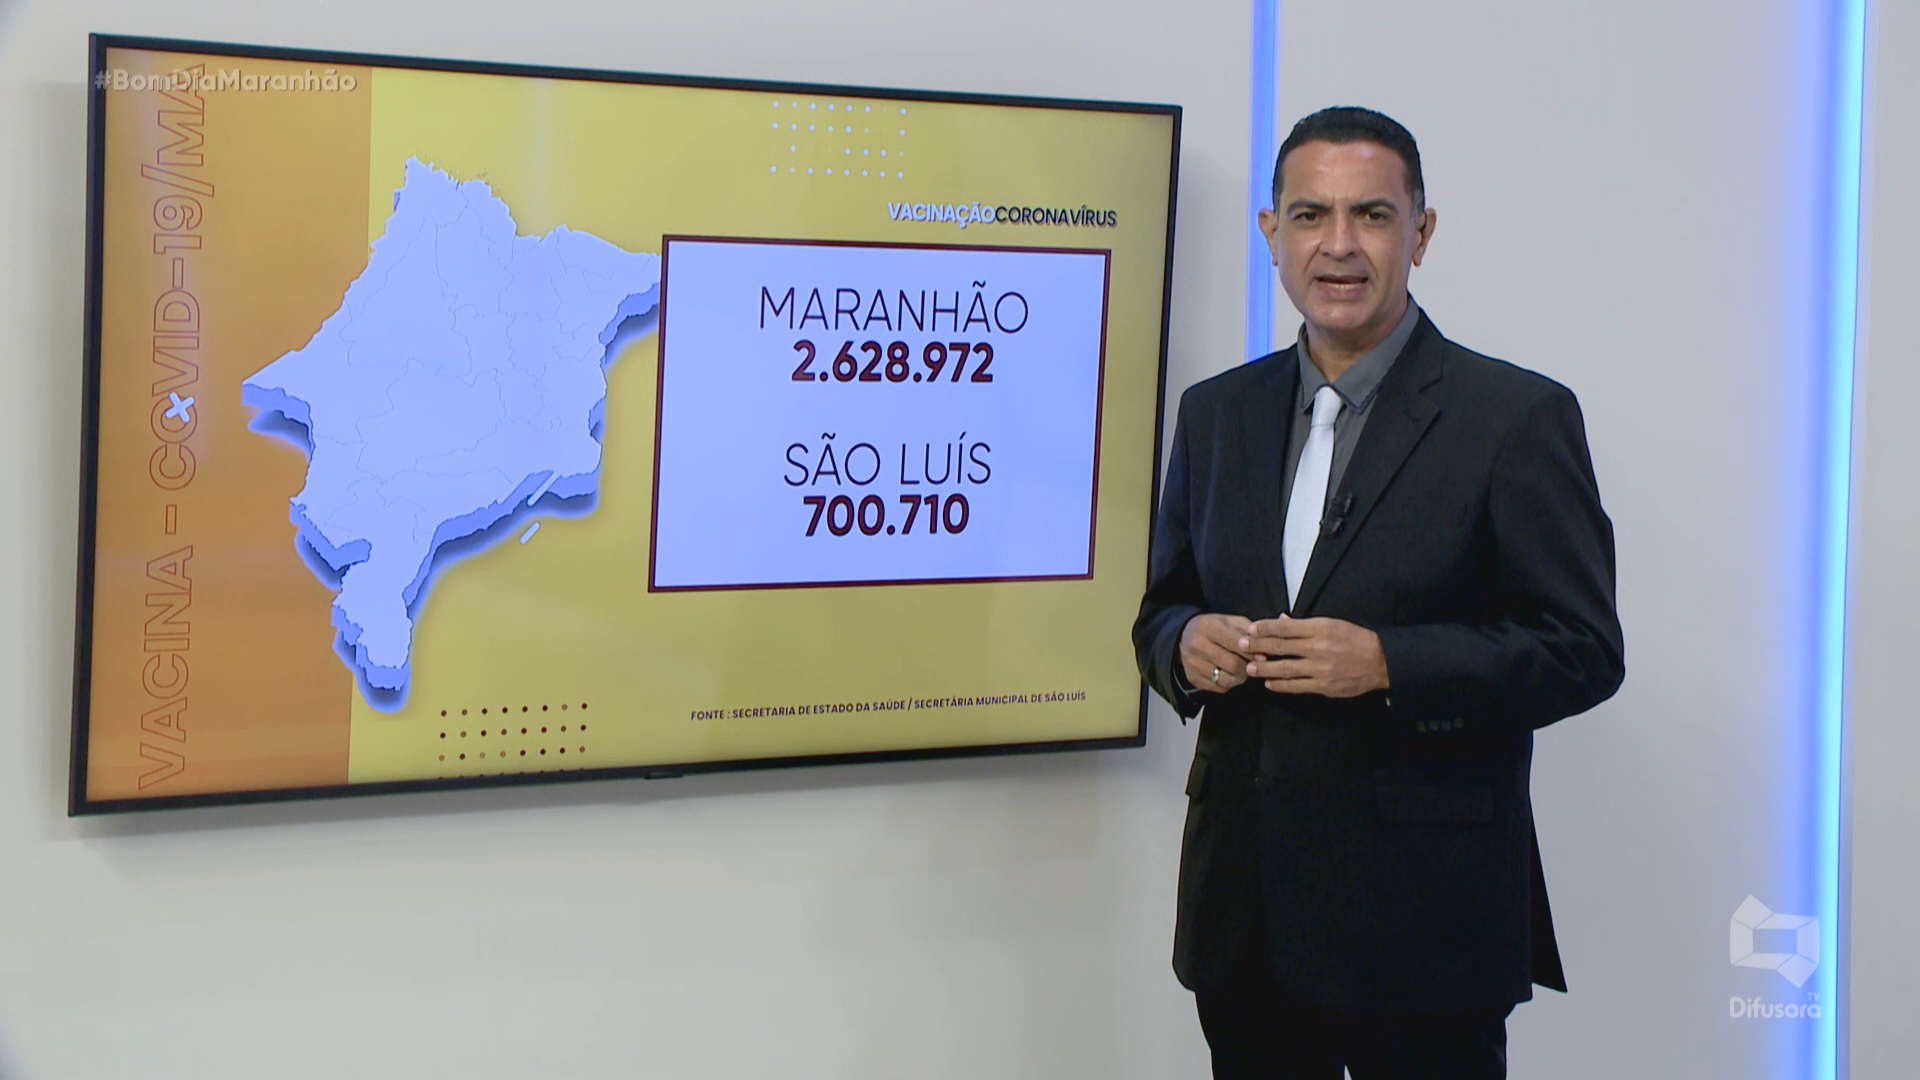 #BomDiaMaranhão
VACINA - COVID-19/MA
VACINAÇÃOCORONAVÍRUS
MARANHÃO
2.628.972
SÃO LUÍS
700.710
FONTE : SECRETARIA DE ESTADO DA SAÚDE / SECRETÁRIA MUNICIPAL DE SÃO LUÍS
TV
Difusora